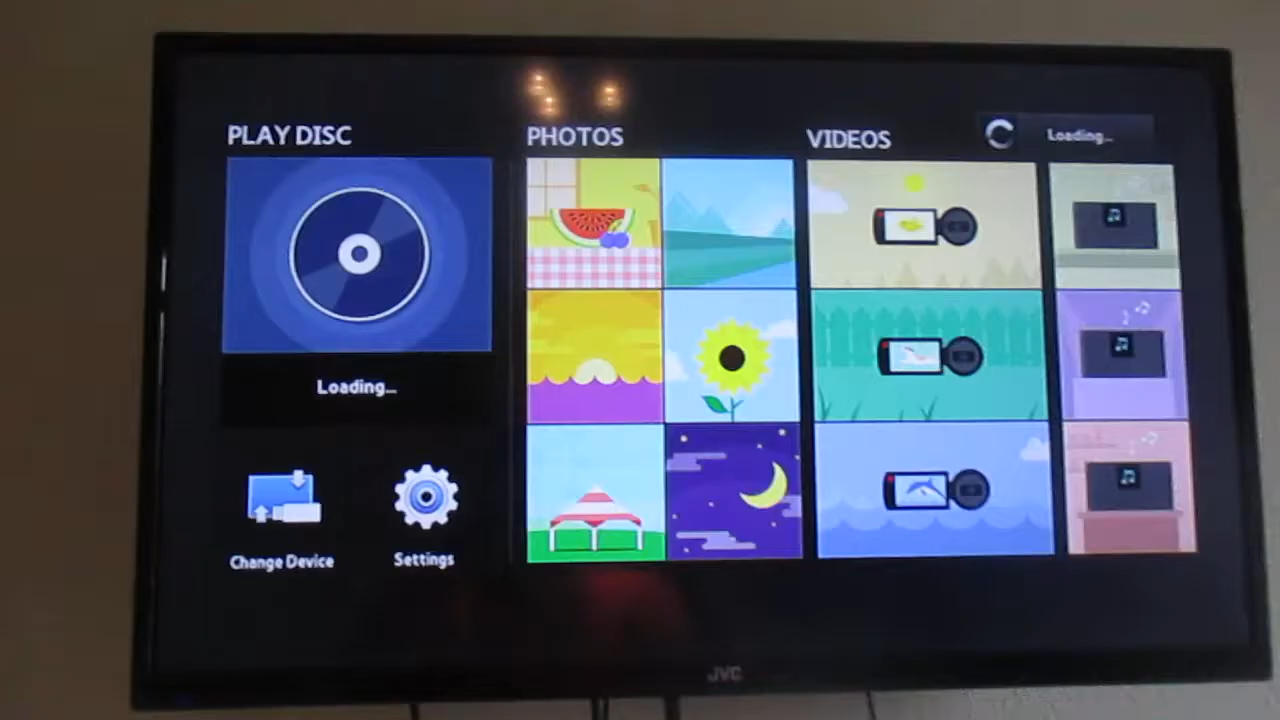 PLAY DISC
PHOTOS
VIDEOS
Loading...
Loading...
Change Device
Settings
JVC